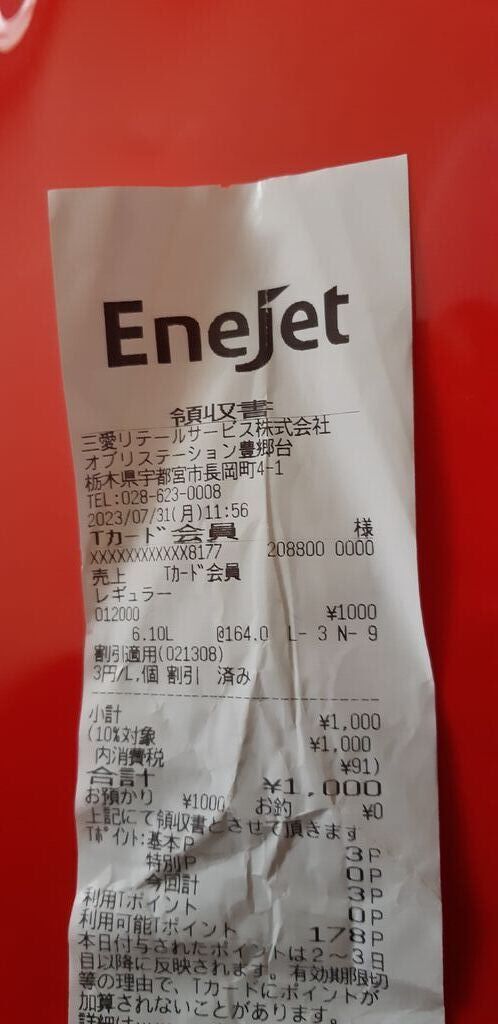 EneJet
領収書
三愛リテールサービス株式会社
オブリステーション豊郷台
栃木県宇都宮市長岡町4-1
TEL:028-623-0008
2023/07/31(月)11:56
Tカード会員 様
XXXXXXXXXXXX8177 208800 0000
売上 Tカード会員
レギュラー
012000 ¥1000
6.10L @164.0 L- 3 N- 9
割引適用(021308)
3円/L,個 割引 済み
小計 ¥1,000
(10%対象 ¥1,000
内消費税 ¥91)
合計 ¥1,000
お預かり ¥1000 お釣 ¥0
上記にて領収書とさせて頂きます
Tポイント:基本P 3P
特別P 0P
今回計 3P
利用Tポイント 0P
利用可能Tポイント 178P
本日付与されたポイントは2~3日
目以降に反映されます。有効期限切
等の理由で、Tカードにポイントが
加算されないことがあります。